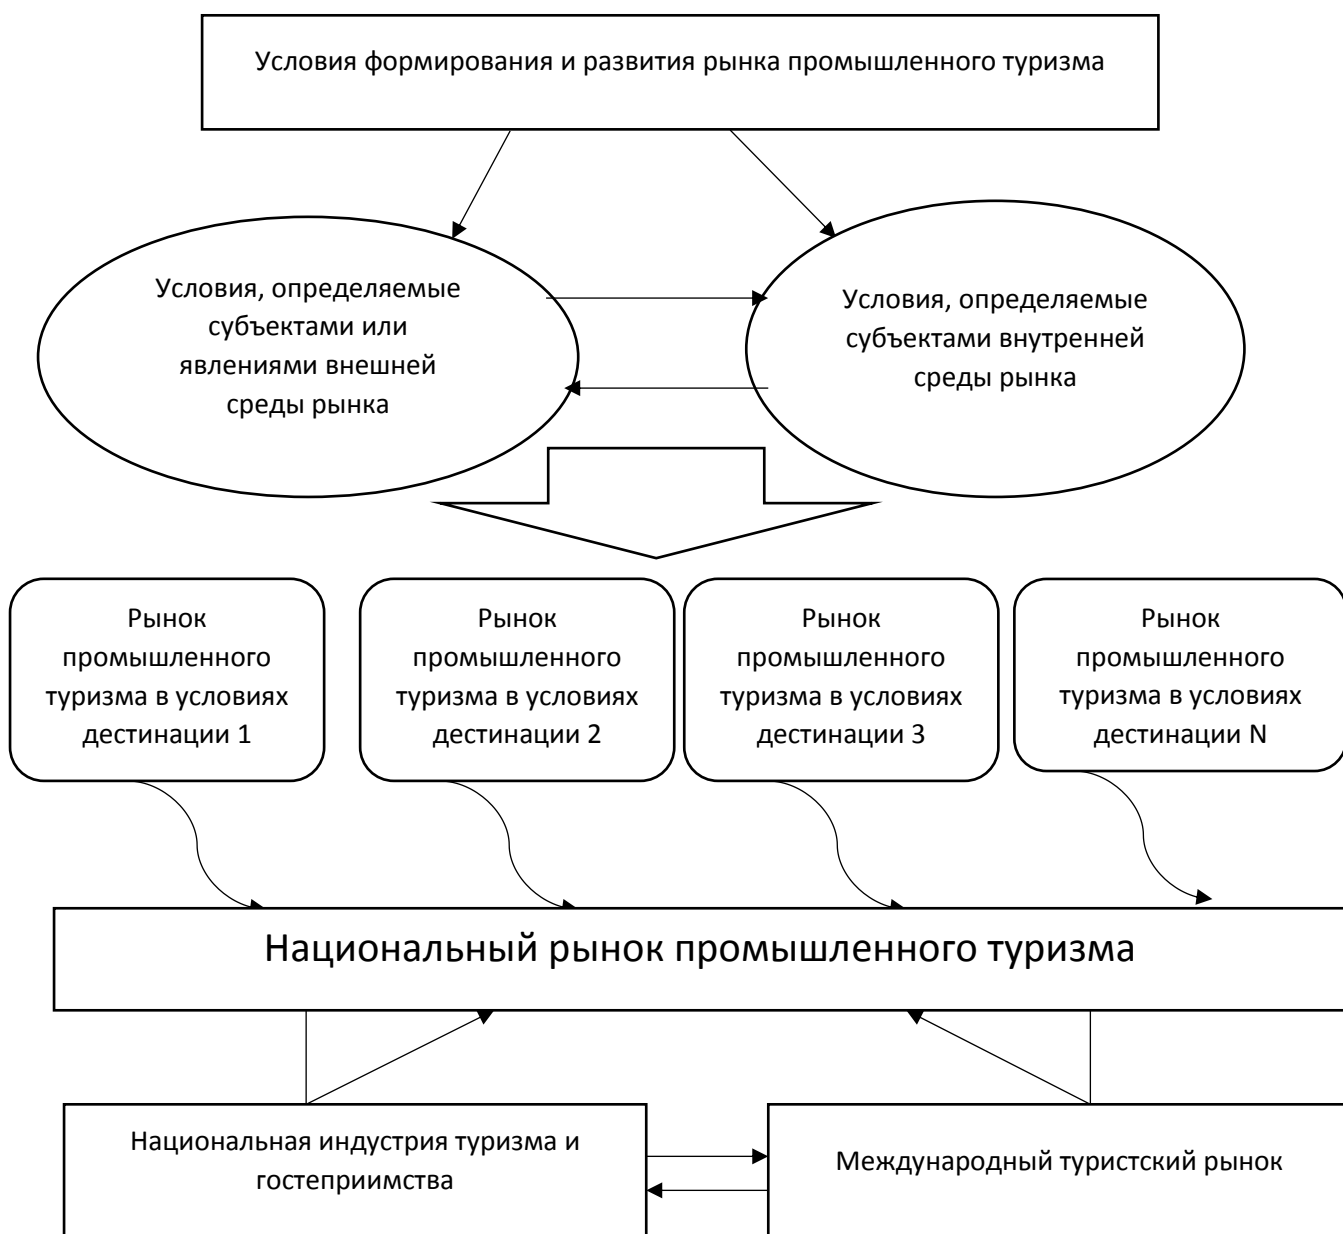 Условия формирования и развития рынка промышленного туризма
Условия, определяемые
субъектами или
явлениями внешней
среды рынка
Условия, определяемые
субъектами внутренней
среды рынка
Рынок
промышленного
туризма в условиях
дестинации 1
Рынок
промышленного
туризма в условиях
дестинации 2
Рынок
промышленного
туризма в условиях
дестинации 3
Рынок
промышленного
туризма в условиях
дестинации N
Национальный рынок промышленного туризма
Национальная индустрия туризма и
гостеприимства
Международный туристский рынок